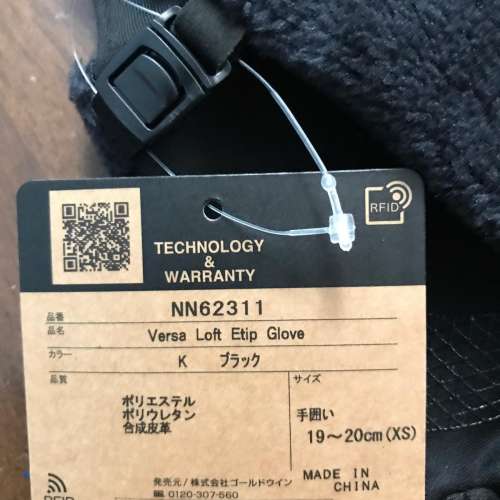 RFID
TECHNOLOGY
&
WARRANTY
品番 NN62311
品名 Versa Loft Etip Glove
カラー K ブラック
品質 サイズ
ポリエステル
ポリウレタン
合成皮革
手囲い
19~20cm(XS)
発売元/株式会社ゴールドウイン
0120-307-560
MADE IN
CHINA
RFID